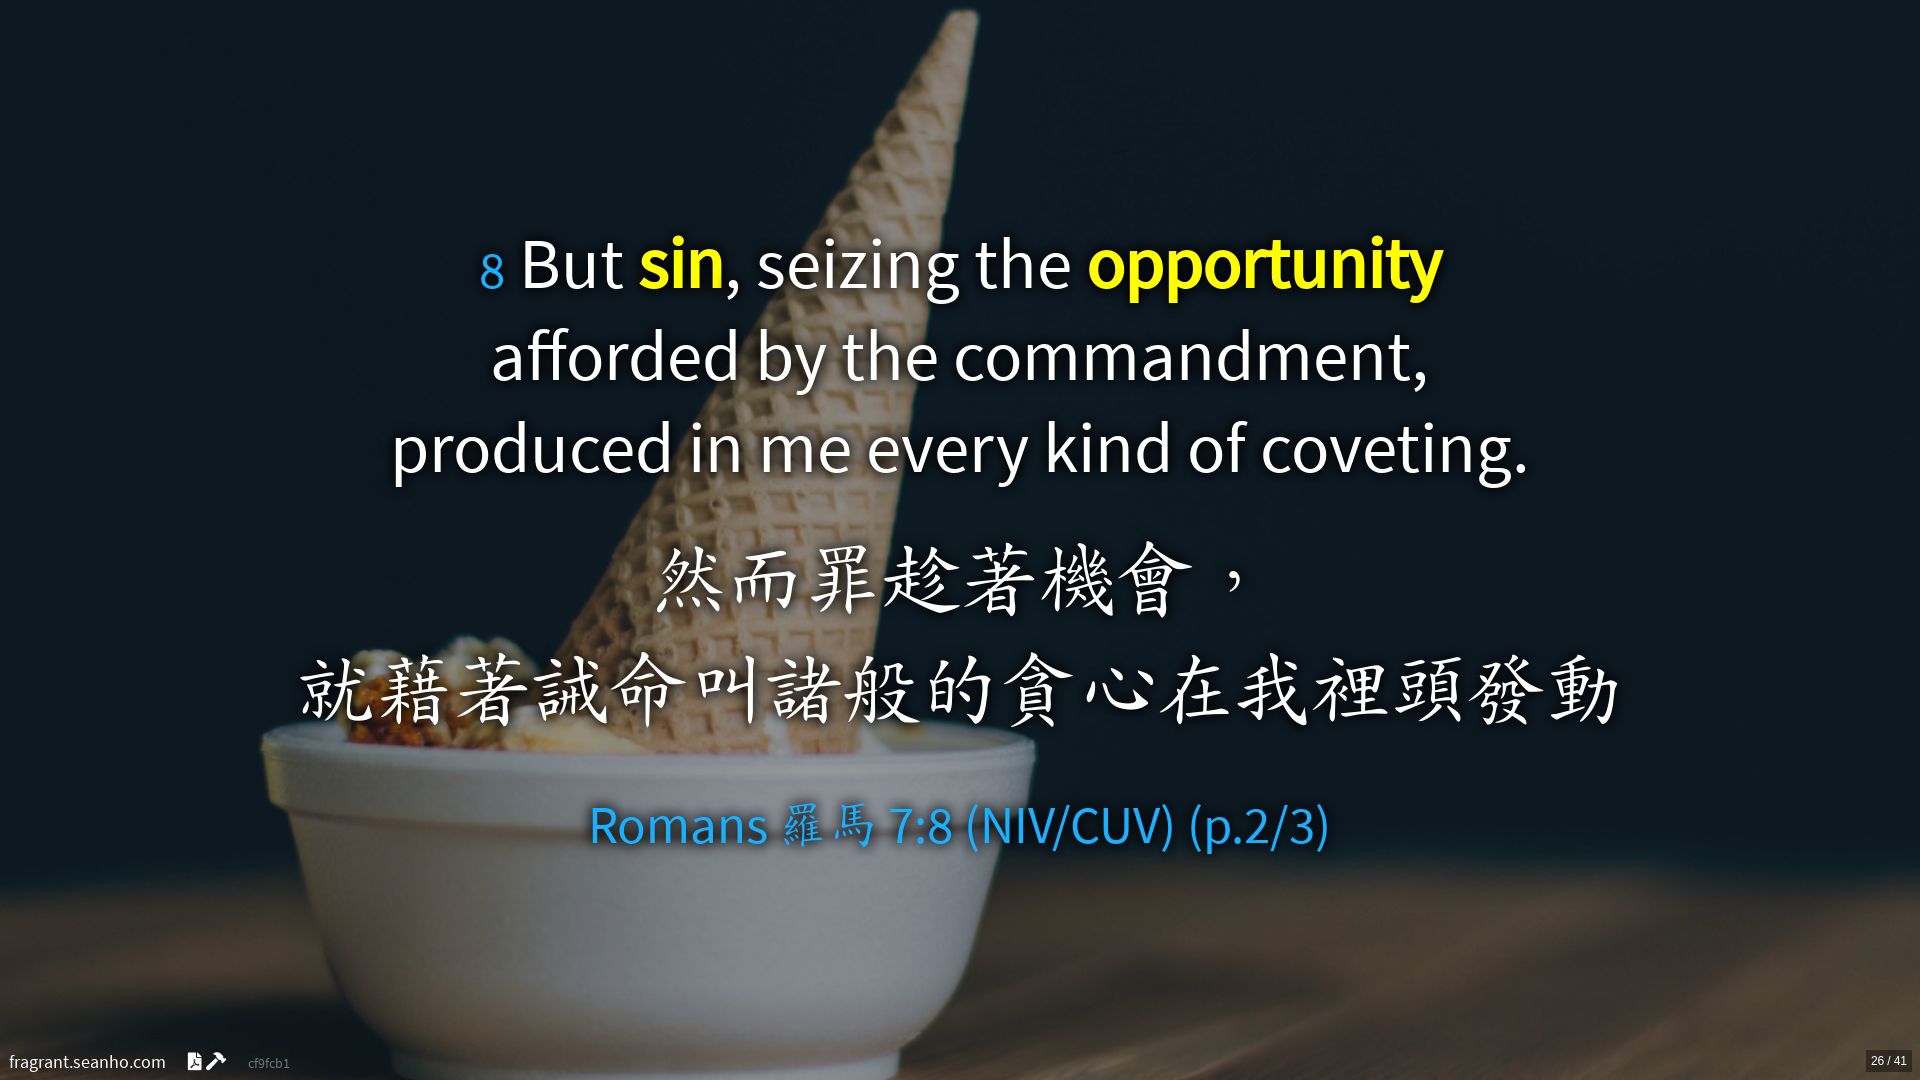 8 But sin, seizing the opportunity
afforded by the commandment,
produced in me every kind of coveting.
然而罪趁著機會，
就藉著誡命叫諸般的貪心在我裡頭發動
Romans 羅馬 7:8 (NIV/CUV) (p.2/3)
fragrant.seanho.com cf9fcb1
26 / 41